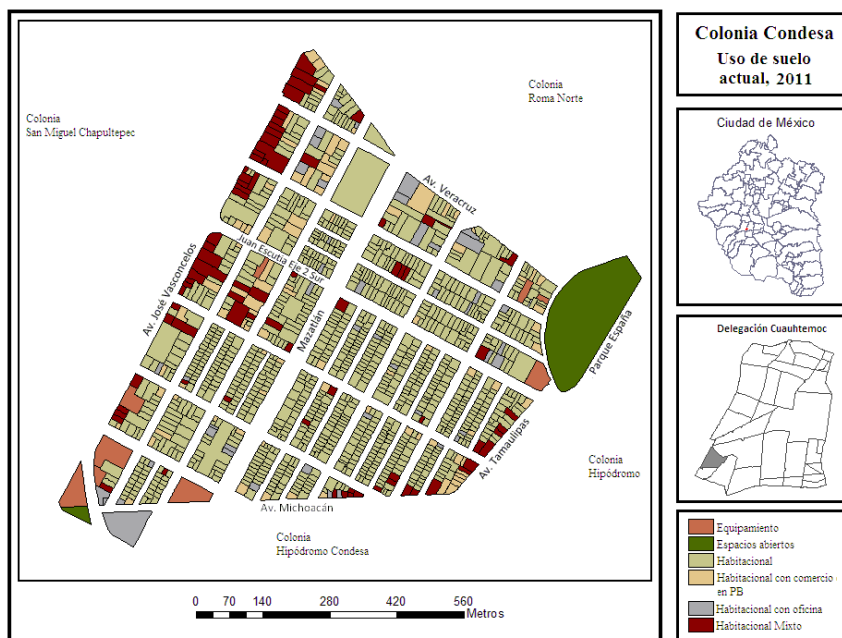 Colonia Condesa
Uso de suelo
actual, 2011
Colonia
Roma Norte
Colonia
San Miguel Chapultepec
Ciudad de México
Av. Veracruz
Juan Escutia Eje 2 Sur
Av. José Vasconcelos
Mazatlán
Parque España
Delegación Cuauhtemoc
Av. Tamaulipas
Colonia
Hipódromo
Av. Michoacán
Colonia
Hipódromo Condesa
Equipamiento
Espacios abiertos
Habitacional
Habitacional con comercio
en PB
Habitacional con oficina
Habitacional Mixto
0 70 140 280 420 560
Metros